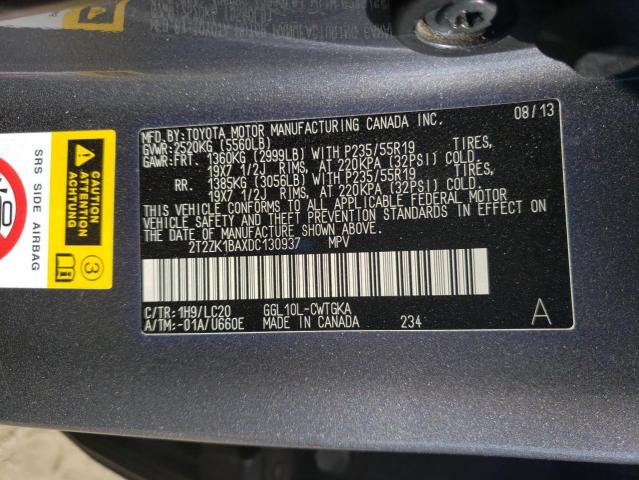 MFD.BY:TOYOTA MOTOR MANUFACTURING CANADA INC. 08/13
GVWR:2520KG (5560LB)
GAWR:FRT. 1360KG (2999LB) WITH P235/55R19 TIRES,
19X7 1/2J RIMS, AT 220KPA (32PSI) COLD.
RR. 1385KG (3056LB) WITH P235/55R19 TIRES,
19X7 1/2J RIMS, AT 220KPA (32PSI) COLD.
THIS VEHICLE CONFORMS TO ALL APPLICABLE FEDERAL MOTOR
VEHICLE SAFETY AND THEFT PREVENTION STANDARDS IN EFFECT ON
THE DATE OF MANUFACTURE SHOWN ABOVE.
2T2ZK1BAXDC130937 MPV
C/TR:1H9/LC20 GGL10L-CWTGKA
A/TM:-01A/U660E MADE IN CANADA 234 A
CAUTION
ATTENTION
ACHTUNG
3
SRS SIDE AIRBAG